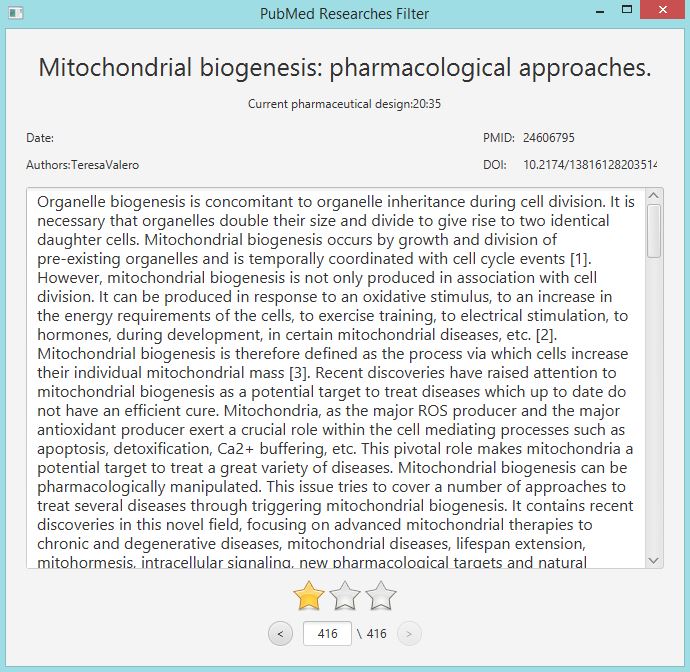 PubMed Researches Filter
Mitochondrial biogenesis: pharmacological approaches.
Current pharmaceutical design:20:35
Date:
PMID: 24606795
Authors:TeresaValero
DOI: 10.2174/13816128203514
Organelle biogenesis is concomitant to organelle inheritance during cell division. It is
necessary that organelles double their size and divide to give rise to two identical
daughter cells. Mitochondrial biogenesis occurs by growth and division of
pre-existing organelles and is temporally coordinated with cell cycle events [1].
However, mitochondrial biogenesis is not only produced in association with cell
division. It can be produced in response to an oxidative stimulus, to an increase in
the energy requirements of the cells, to exercise training, to electrical stimulation, to
hormones, during development, in certain mitochondrial diseases, etc. [2].
Mitochondrial biogenesis is therefore defined as the process via which cells increase
their individual mitochondrial mass [3]. Recent discoveries have raised attention to
mitochondrial biogenesis as a potential target to treat diseases which up to date do
not have an efficient cure. Mitochondria, as the major ROS producer and the major
antioxidant producer exert a crucial role within the cell mediating processes such as
apoptosis, detoxification, Ca2+ buffering, etc. This pivotal role makes mitochondria a
potential target to treat a great variety of diseases. Mitochondrial biogenesis can be
pharmacologically manipulated. This issue tries to cover a number of approaches to
treat several diseases through triggering mitochondrial biogenesis. It contains recent
discoveries in this novel field, focusing on advanced mitochondrial therapies to
chronic and degenerative diseases, mitochondrial diseases, lifespan extension,
mitohormesis, intracellular signaling, new pharmacological targets and natural
< 416 \ 416 >